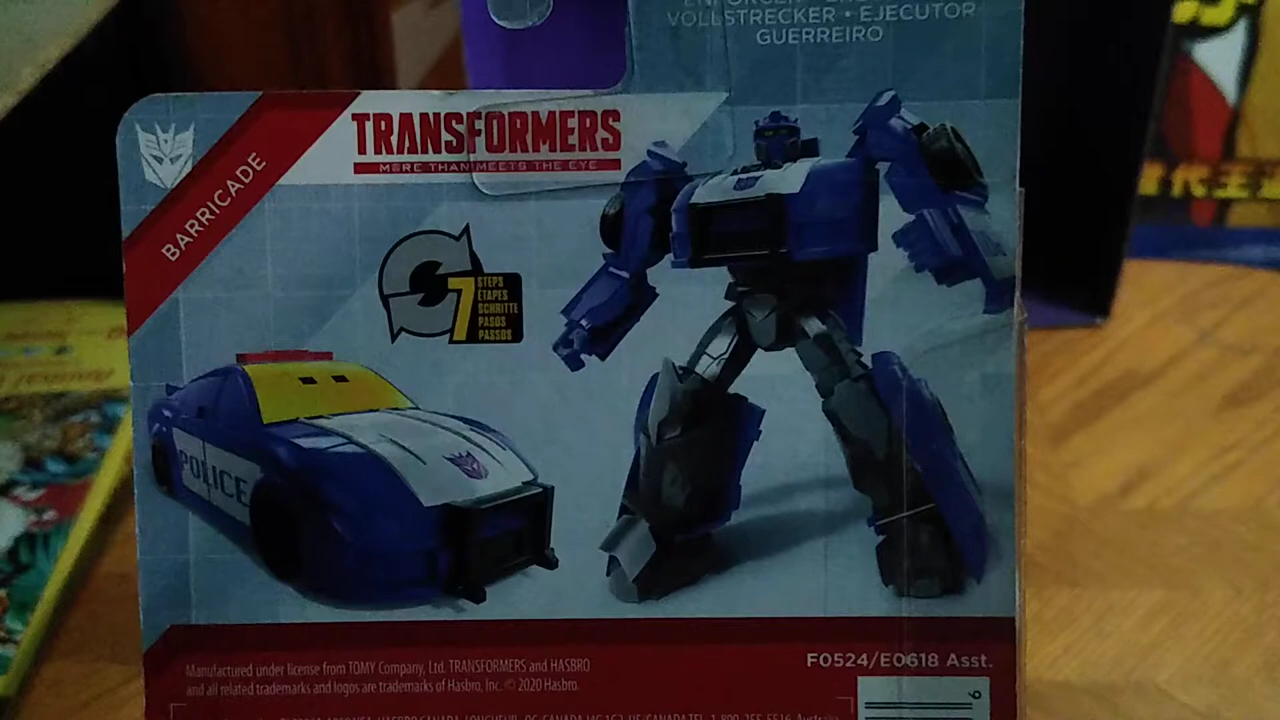 VOLLSTRECKER • EJECUTOR
GUERREIRO
TRANSFORMERS
MORE THAN MEETS THE EYE
BARRICADE
7 STEPS
ÉTAPES
SCHRITTE
PASOS
PASSOS
POLICE
F0524/E0618 Asst.
Manufactured under license from TOMY Company, Ltd. TRANSFORMERS and HASBRO
and all related trademarks and logos are trademarks of Hasbro, Inc. © 2020 Hasbro.
6